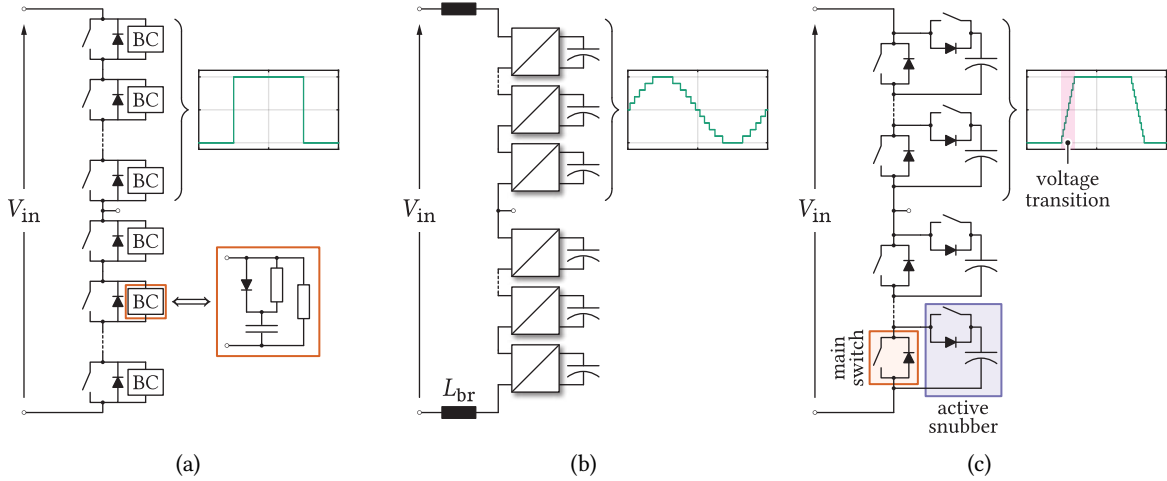 BC
BC
BC
V_in
BC
BC
BC
(a)
V_in
L_br
(b)
V_in
voltage
transition
main
switch
active
snubber
(c)